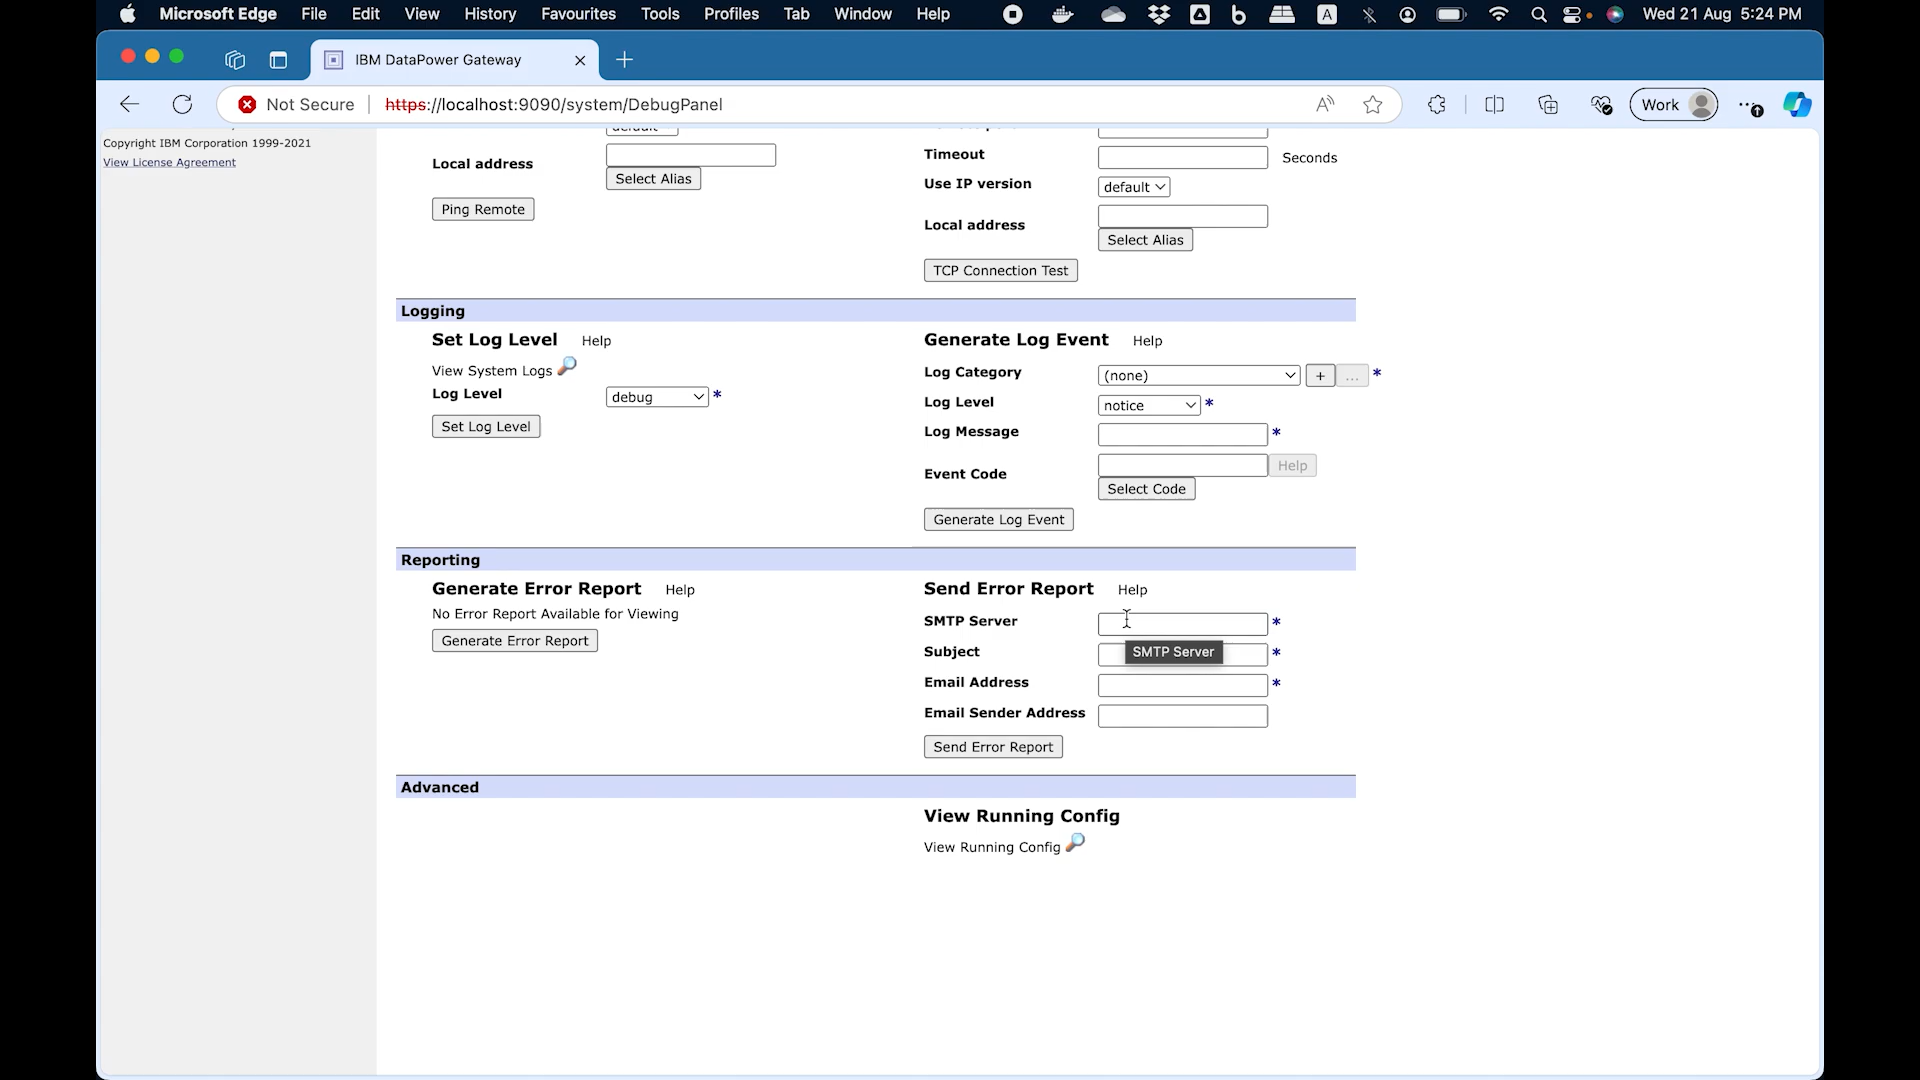 Microsoft Edge File Edit View History Favourites Tools Profiles Tab Window Help A Wed 21 Aug 5:24 PM
IBM DataPower Gateway
Not Secure https://localhost:9090/system/DebugPanel Work
Copyright IBM Corporation 1999-2021
View License Agreement
default
Local address
Select Alias
Ping Remote
Timeout Seconds
Use IP version default
Local address
Select Alias
TCP Connection Test
Logging
Set Log Level Help
View System Logs
Log Level debug *
Set Log Level
Generate Log Event Help
Log Category (none) + ... *
Log Level notice *
Log Message *
Event Code Help
Select Code
Generate Log Event
Reporting
Generate Error Report Help
No Error Report Available for Viewing
Generate Error Report
Send Error Report Help
SMTP Server *
Subject SMTP Server *
Email Address *
Email Sender Address
Send Error Report
Advanced
View Running Config
View Running Config